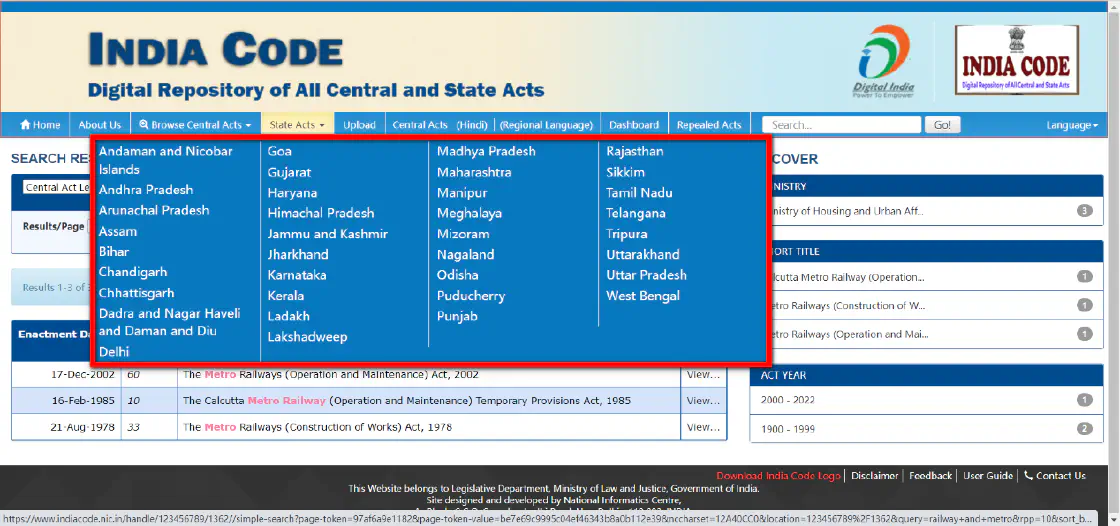 INDIA CODE
Digital Repository of All Central and State Acts
Digital India
Power To Empower
INDIA CODE
Digital Repository of All Central and State Acts
Home About Us Browse Central Acts State Acts Upload Central Acts (Hindi) (Regional Language) Dashboard Repealed Acts Search... Go! Language
SEARCH RES
COVER
Andaman and Nicobar Islands
Andhra Pradesh
Arunachal Pradesh
Assam
Bihar
Chandigarh
Chhattisgarh
Dadra and Nagar Haveli
and Daman and Diu
Delhi
Goa
Gujarat
Haryana
Himachal Pradesh
Jammu and Kashmir
Jharkhand
Karnataka
Kerala
Ladakh
Lakshadweep
Madhya Pradesh
Maharashtra
Manipur
Meghalaya
Mizoram
Nagaland
Odisha
Puducherry
Punjab
Rajasthan
Sikkim
Tamil Nadu
Telangana
Tripura
Uttarakhand
Uttar Pradesh
West Bengal
Central Act Le
Results/Page
Results 1-3 of
Enactment Da
17-Dec-2002 60 The Metro Railways (Operation and Maintenance) Act, 2002 View...
16-Feb-1985 10 The Calcutta Metro Railway (Operation and Maintenance) Temporary Provisions Act, 1985 View...
21-Aug-1978 33 The Metro Railways (Construction of Works) Act, 1978 View...
INISTRY
nistry of Housing and Urban Aff... 3
HORT TITLE
lcutta Metro Railway (Operation... 1
etro Railways (Construction of W... 1
etro Railways (Operation and Mai... 1
ACT YEAR
2000 - 2022 1
1900 - 1999 2
Download India Code Logo Disclaimer Feedback User Guide Contact Us
This Website belongs to Legislative Department, Ministry of Law and Justice, Government of India.
Site designed and developed by National Informatics Centre,
https://www.indiacode.nic.in/handle/123456789/1362//simple-search?page-token=97af6a9e1182&page-token-value=be7e69c9995c04ef46343b8a0b112e39&nccharset=12A40CC0&location=123456789%2F1362&query=railway+and+metro&rpp=10&sort_b...